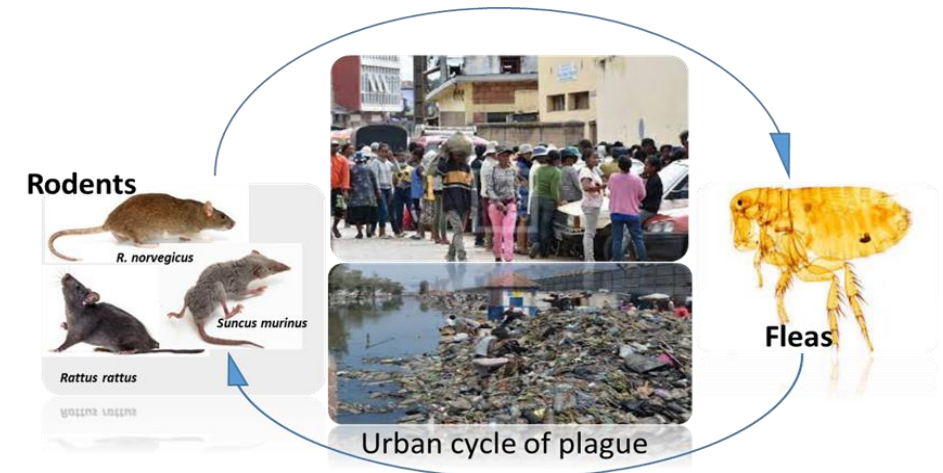 Rodents
R. norvegicus
Suncus murinus
Rattus rattus
Fleas
Urban cycle of plague